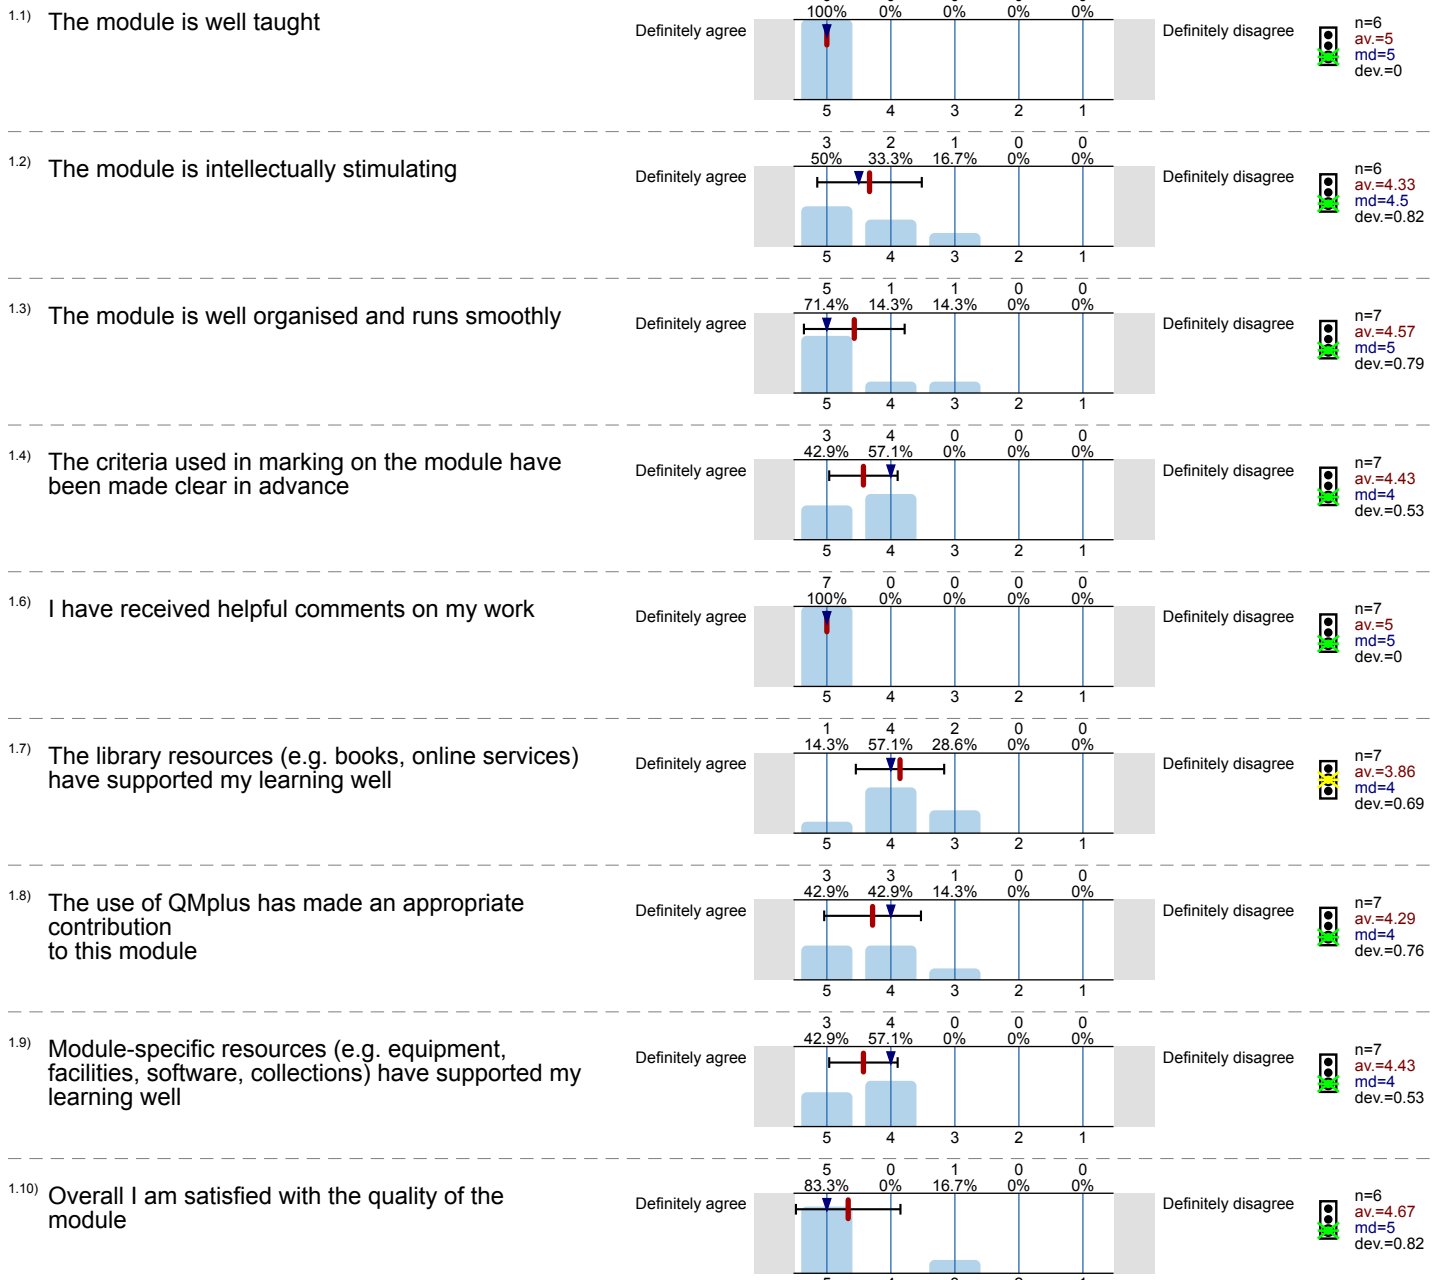 100% 0% 0% 0% 0%
1.1) The module is well taught Definitely agree Definitely disagree n=6
av.=5
md=5
dev.=0
5 4 3 2 1
3 2 1 0 0
50% 33.3% 16.7% 0% 0%
1.2) The module is intellectually stimulating Definitely agree Definitely disagree n=6
av.=4.33
md=4.5
dev.=0.82
5 4 3 2 1
5 1 1 0 0
71.4% 14.3% 14.3% 0% 0%
1.3) The module is well organised and runs smoothly Definitely agree Definitely disagree n=7
av.=4.57
md=5
dev.=0.79
5 4 3 2 1
3 4 0 0 0
42.9% 57.1% 0% 0% 0%
1.4) The criteria used in marking on the module have Definitely agree Definitely disagree n=7
been made clear in advance av.=4.43
md=4
dev.=0.53
5 4 3 2 1
7 0 0 0 0
100% 0% 0% 0% 0%
1.6) I have received helpful comments on my work Definitely agree Definitely disagree n=7
av.=5
md=5
dev.=0
5 4 3 2 1
1 4 2 0 0
14.3% 57.1% 28.6% 0% 0%
1.7) The library resources (e.g. books, online services) Definitely agree Definitely disagree n=7
have supported my learning well av.=3.86
md=4
dev.=0.69
5 4 3 2 1
3 3 1 0 0
42.9% 42.9% 14.3% 0% 0%
1.8) The use of QMplus has made an appropriate Definitely agree Definitely disagree n=7
contribution av.=4.29
to this module md=4
dev.=0.76
5 4 3 2 1
3 4 0 0 0
42.9% 57.1% 0% 0% 0%
1.9) Module-specific resources (e.g. equipment, Definitely agree Definitely disagree n=7
facilities, software, collections) have supported my av.=4.43
learning well md=4
dev.=0.53
5 4 3 2 1
5 0 1 0 0
83.3% 0% 16.7% 0% 0%
1.10) Overall I am satisfied with the quality of the Definitely agree Definitely disagree n=6
module av.=4.67
md=5
dev.=0.82